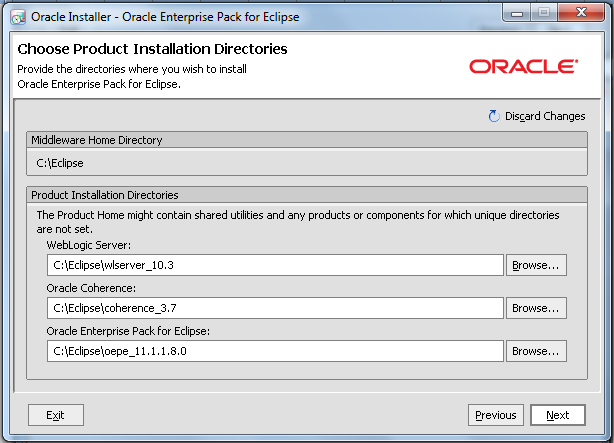 Oracle Installer - Oracle Enterprise Pack for Eclipse
Choose Product Installation Directories
Provide the directories where you wish to install
Oracle Enterprise Pack for Eclipse.
ORACLE®
Discard Changes
Middleware Home Directory
C:\Eclipse
Product Installation Directories
The Product Home might contain shared utilities and any products or components for which unique directories
are not set.
WebLogic Server:
C:\Eclipse\wlserver_10.3
Browse...
Oracle Coherence:
C:\Eclipse\coherence_3.7
Browse...
Oracle Enterprise Pack for Eclipse:
C:\Eclipse\oepe_11.1.1.8.0
Browse...
Exit
Previous
Next